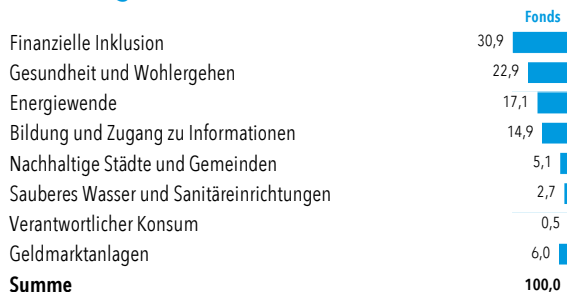 Fonds
Finanzielle Inklusion 30,9
Gesundheit und Wohlergehen 22,9
Energiewende 17,1
Bildung und Zugang zu Informationen 14,9
Nachhaltige Städte und Gemeinden 5,1
Sauberes Wasser und Sanitäreinrichtungen 2,7
Verantwortlicher Konsum 0,5
Geldmarktanlagen 6,0
Summe 100,0